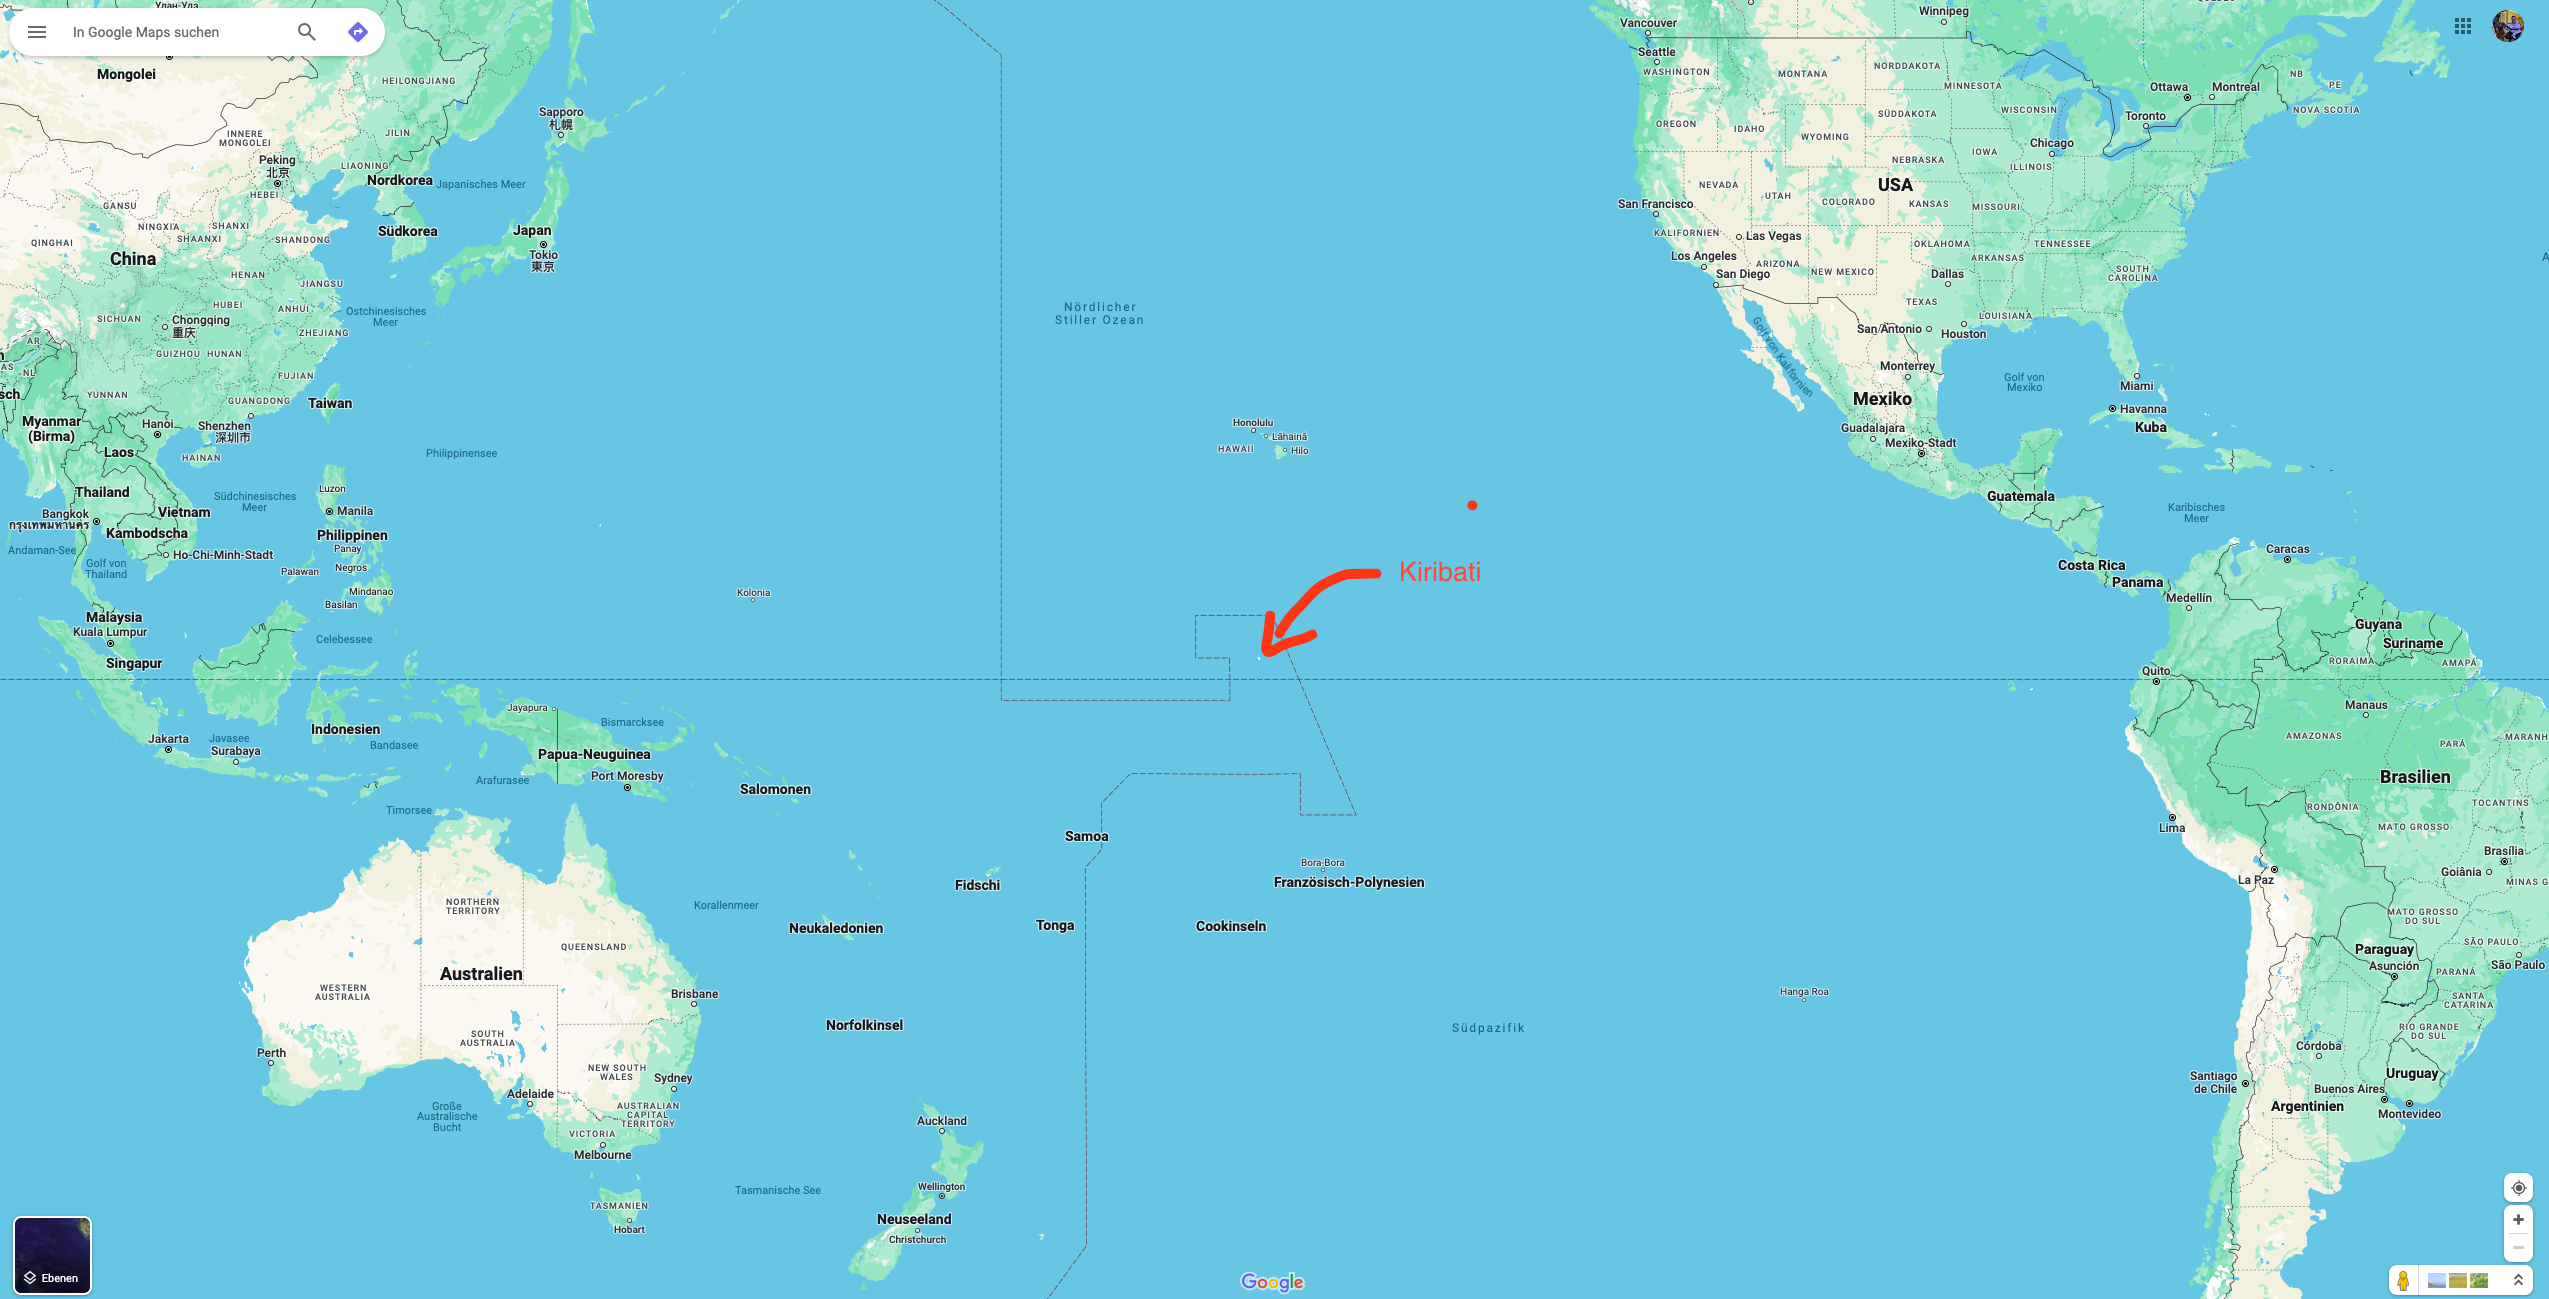 Улан-Удэ
In Google Maps suchen
Mongolei
HEILONGJIANG
Sapporo
札幌
INNERE
MONGOLEI
JILIN
Peking
北京
LIAONING
Nordkorea
Japanisches Meer
HEBEI
GANSU
NINGXIA
SHANXI
SHAANXI
SHANDONG
QINGHAI
Südkorea
Japan
Tokio
東京
China
HENAN
JIANGSU
HUBEI
ANHUI
SICHUAN
Chongqing
重庆
ZHEJIANG
Ostchinesisches
Meer
AR
NL
GUIZHOU
HUNAN
FUJIAN
YUNNAN
GUANGDONG
Taiwan
Myanmar
(Birma)
Hanoi
Shenzhen
深圳市
Laos
HAINAN
Philippinensee
Thailand
Südchinesisches
Meer
Luzon
Manila
Bangkok
กรุงเทพมหานคร
Vietnam
Kambodscha
Philippinen
Panay
Andaman-See
Golf von
Thailand
Ho-Chi-Minh-Stadt
Palawan
Negros
Mindanao
Basilan
Kolonia
Malaysia
Kuala Lumpur
Celebessee
Singapur
Jayapura
Bismarcksee
Indonesien
Bandasee
Jakarta
Javasee
Surabaya
Papua-Neuguinea
Port Moresby
Arafurasee
Timorsee
Salomonen
Samoa
Fidschi
Tonga
Neukaledonien
Korallenmeer
NORTHERN
TERRITORY
QUEENSLAND
Australien
WESTERN
AUSTRALIA
Brisbane
SOUTH
AUSTRALIA
Norfolkinsel
Perth
NEW SOUTH
WALES
Sydney
Adelaide
Große
Australische
Bucht
AUSTRALIAN
CAPITAL
TERRITORY
VICTORIA
Melbourne
Auckland
Tasmanische See
Wellington
TASMANIEN
Hobart
Neuseeland
Christchurch
Nördlicher
Stiller Ozean
Honolulu
Lāhainā
HAWAII
Hilo
Kiribati
Bora-Bora
Französisch-Polynesien
Cookinseln
Südpazifik
Hanga Roa
Vancouver
Winnipeg
Seattle
WASHINGTON
MONTANA
NORDDAKOTA
MINNESOTA
Ottawa
Montreal
NB
PE
NOVA SCOTIA
OREGON
IDAHO
WYOMING
SÜDDAKOTA
WISCONSIN
Toronto
Chicago
NEBRASKA
IOWA
ILLINOIS
NEVADA
UTAH
COLORADO
USA
KANSAS
MISSOURI
San Francisco
KALIFORNIEN
Las Vegas
OKLAHOMA
TENNESSEE
Los Angeles
ARIZONA
NEW MEXICO
ARKANSAS
San Diego
Dallas
SOUTH
CAROLINA
TEXAS
LOUISIANA
San Antonio
Houston
Golf von Kalifornien
Monterrey
Golf von
Mexiko
Miami
Mexiko
Havanna
Kuba
Guadalajara
Mexiko-Stadt
Guatemala
Karibisches
Meer
Caracas
Costa Rica
Panama
Medellín
Guyana
Suriname
Quito
RORAIMA
AMAPÁ
Manaus
AMAZONAS
PARÁ
MARANH
Brasilien
RONDÔNIA
TOCANTINS
Lima
MATO GROSSO
Brasília
La Paz
Goiânia
MINAS G
MATO GROSSO
DO SUL
Paraguay
SÃO PAULO
Asunción
PARANÁ
São Paulo
SANTA
CATARINA
RIO GRANDE
DO SUL
Córdoba
Santiago
de Chile
Uruguay
Buenos Aires
Argentinien
Montevideo
Ebenen
Google